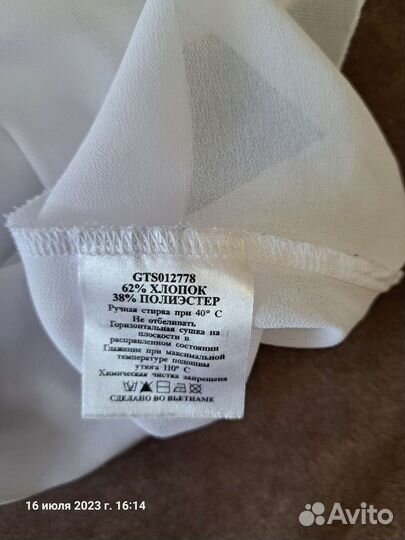 GTS012778
62% ХЛОПОК
38% ПОЛИЭСТЕР
Ручная стирка при 40° С
Не отбеливать
Горизонтальная сушка на
плоскости в
расправленном состоянии
Глажение при максимальной
температуре подошвы
утюга 110° С
Химическая чистка запрещена
СДЕЛАНО ВО ВЬЕТНАМЕ
16 июля 2023 г. 16:14
Avito